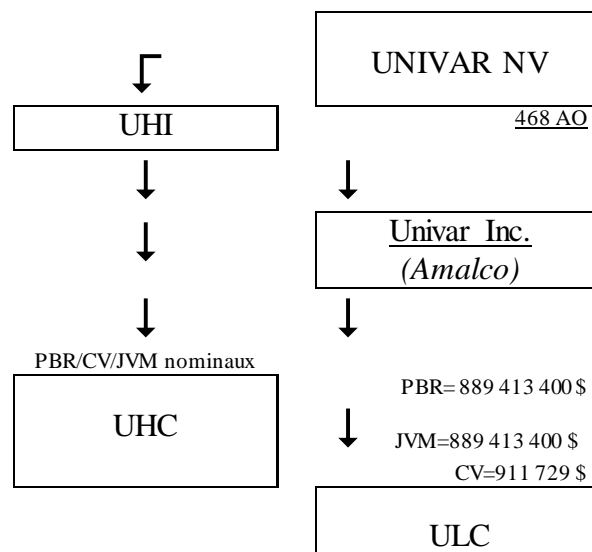 UNIVAR NV
468 AO
UHI
Univar Inc.
(Amalco)
PBR/CV/JVM nominaux
UHC
PBR= 889 413 400 $
JVM=889 413 400 $
CV=911 729 $
ULC